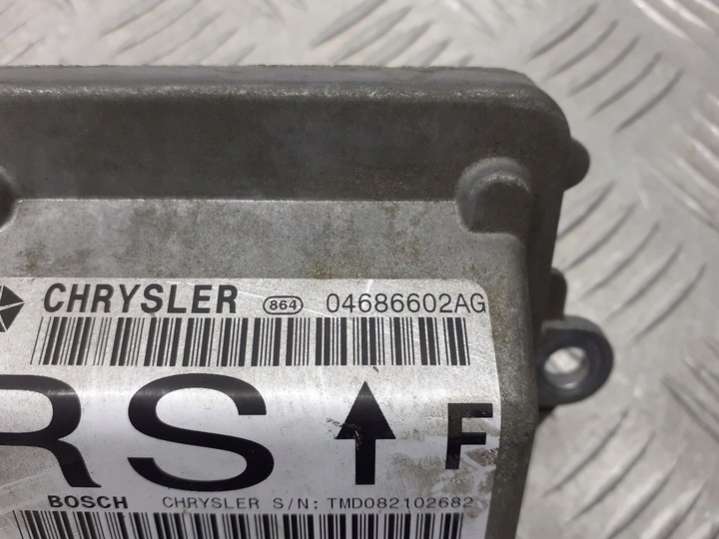 CHRYSLER 864 04686602AG
RS F
BOSCH CHRYSLER S/N: TMD082102682